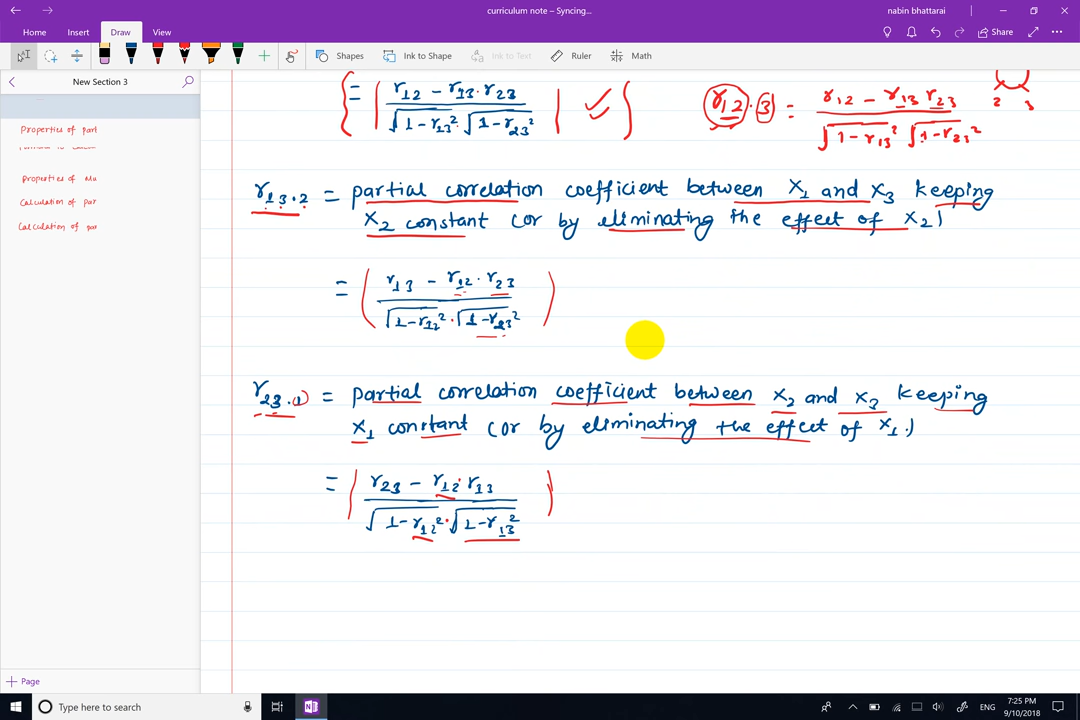 curriculum note – Syncing...
nabin bhattarai
Home Insert Draw View
Share
Shapes Ink to Shape Ink to Text Ruler Math
New Section 3
Properties of part
Properties of Mu
Calculation of par
Calculation of par
Page
= r12 - r13 · r23 / √1-r13² · √1-r23²
r12 · 3 = r12 - r13 r23 / √1-r13² √1-r23²
2 3
r13·2 = partial correlation coefficient between X1 and X3 keeping
X2 constant (or by eliminating the effect of X2)
= ( r13 - r12 · r23 / √1-r12² · √1-r23² )
r23·1 = partial correlation coefficient between X2 and X3 keeping
X1 constant (or by eliminating the effect of X1.)
= ( r23 - r12· r13 / √1-r12² · √1-r13² )
Type here to search
ENG
7:25 PM
9/10/2018